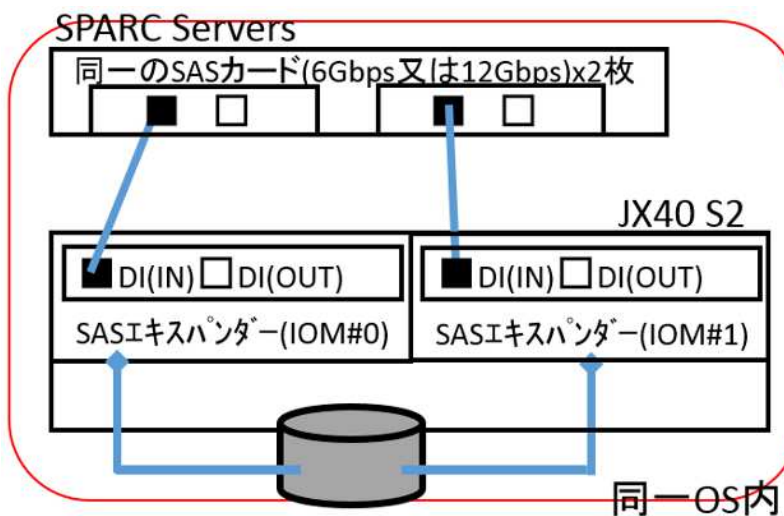 SPARC Servers
同一のSASカード(6Gbps又は12Gbps)x2枚
JX40 S2
DI(IN) DI(OUT) DI(IN) DI(OUT)
SASエキスパンダー(IOM#0) SASエキスパンダー(IOM#1)
同一OS内